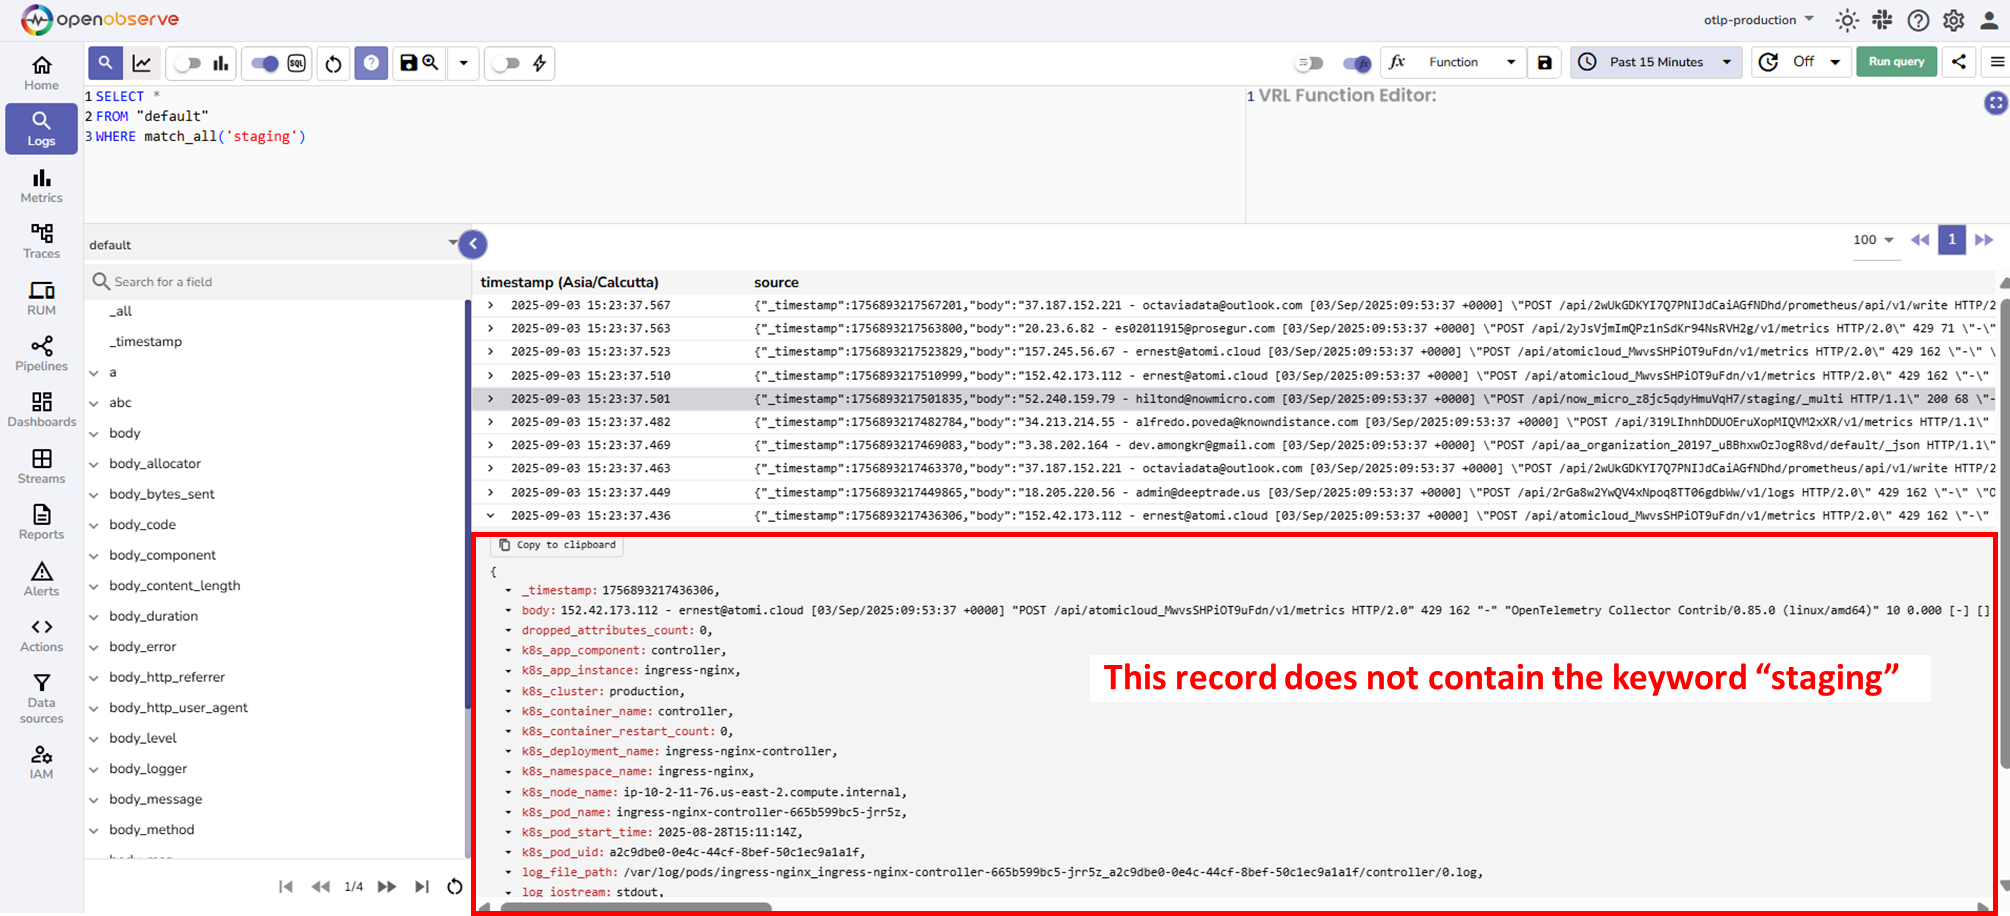 openobserve
otlp-production
Home
Logs
Metrics
Traces
RUM
Pipelines
Dashboards
Streams
Reports
Alerts
Actions
Data
sources
IAM
SQL
fx
Function
Past 15 Minutes
Off
Run query
1 SELECT *
2 FROM "default"
3 WHERE match_all('staging')
1 VRL Function Editor:
default
Search for a field
_all
_timestamp
a
abc
body
body_allocator
body_bytes_sent
body_code
body_component
body_content_length
body_duration
body_error
body_http_referrer
body_http_user_agent
body_level
body_logger
body_message
body_method
1/4
100
1
timestamp (Asia/Calcutta) source
2025-09-03 15:23:37.567 {"_timestamp":1756893217567201,"body":"37.187.152.221 - octaviadata@outlook.com [03/Sep/2025:09:53:37 +0000] \"POST /api/2wUkGDKYI7Q7PNIJdCaiAGfNDhd/prometheus/api/v1/write HTTP/2
2025-09-03 15:23:37.563 {"_timestamp":1756893217563800,"body":"20.23.6.82 - es02011915@prosegur.com [03/Sep/2025:09:53:37 +0000] \"POST /api/2yJsVjmImQPz1nSdKr94NsRVH2g/v1/metrics HTTP/2.0\" 429 71 \"-\"
2025-09-03 15:23:37.523 {"_timestamp":1756893217523829,"body":"157.245.56.67 - ernest@atomi.cloud [03/Sep/2025:09:53:37 +0000] \"POST /api/atomicloud_MwvsSHPiOT9uFdn/v1/metrics HTTP/2.0\" 429 162 \"-\" \
2025-09-03 15:23:37.510 {"_timestamp":1756893217510999,"body":"152.42.173.112 - ernest@atomi.cloud [03/Sep/2025:09:53:37 +0000] \"POST /api/atomicloud_MwvsSHPiOT9uFdn/v1/metrics HTTP/2.0\" 429 162 \"-\"
2025-09-03 15:23:37.501 {"_timestamp":1756893217501835,"body":"52.240.159.79 - hiltond@nowmicro.com [03/Sep/2025:09:53:37 +0000] \"POST /api/now_micro_z8jc5qdyHmuVqH7/staging/_multi HTTP/1.1\" 200 68 \"-
2025-09-03 15:23:37.482 {"_timestamp":1756893217482784,"body":"34.213.214.55 - alfredo.poveda@knowndistance.com [03/Sep/2025:09:53:37 +0000] \"POST /api/319LIhnhDDUOEruXopMIQVM2xXR/v1/metrics HTTP/1.1\"
2025-09-03 15:23:37.469 {"_timestamp":1756893217469083,"body":"3.38.202.164 - dev.amongkr@gmail.com [03/Sep/2025:09:53:37 +0000] \"POST /api/aa_organization_20197_uBBhxwOzJogR8vd/default/_json HTTP/1.1\"
2025-09-03 15:23:37.463 {"_timestamp":1756893217463370,"body":"37.187.152.221 - octaviadata@outlook.com [03/Sep/2025:09:53:37 +0000] \"POST /api/2wUkGDKYI7Q7PNIJdCaiAGfNDhd/prometheus/api/v1/write HTTP/2
2025-09-03 15:23:37.449 {"_timestamp":1756893217449865,"body":"18.205.220.56 - admin@deeptrade.us [03/Sep/2025:09:53:37 +0000] \"POST /api/2rGa8w2YwQV4xNpoq8TT06gdbWw/v1/logs HTTP/2.0\" 429 162 \"-\" \"O
2025-09-03 15:23:37.436 {"_timestamp":1756893217436306,"body":"152.42.173.112 - ernest@atomi.cloud [03/Sep/2025:09:53:37 +0000] \"POST /api/atomicloud_MwvsSHPiOT9uFdn/v1/metrics HTTP/2.0\" 429 162 \"-\"
Copy to clipboard
{
_timestamp: 1756893217436306,
body: 152.42.173.112 - ernest@atomi.cloud [03/Sep/2025:09:53:37 +0000] "POST /api/atomicloud_MwvsSHPiOT9uFdn/v1/metrics HTTP/2.0" 429 162 "-" "OpenTelemetry Collector Contrib/0.85.0 (linux/amd64)" 10 0.000 [-] []
dropped_attributes_count: 0,
k8s_app_component: controller,
k8s_app_instance: ingress-nginx,
k8s_cluster: production,
k8s_container_name: controller,
k8s_container_restart_count: 0,
k8s_deployment_name: ingress-nginx-controller,
k8s_namespace_name: ingress-nginx,
k8s_node_name: ip-10-2-11-76.us-east-2.compute.internal,
k8s_pod_name: ingress-nginx-controller-665b599bc5-jrr5z,
k8s_pod_start_time: 2025-08-28T15:11:14Z,
k8s_pod_uid: a2c9dbe0-0e4c-44cf-8bef-50c1ec9a1a1f,
log_file_path: /var/log/pods/ingress-nginx_ingress-nginx-controller-665b599bc5-jrr5z_a2c9dbe0-0e4c-44cf-8bef-50c1ec9a1a1f/controller/0.log,
log_iostream: stdout,
This record does not contain the keyword “staging”